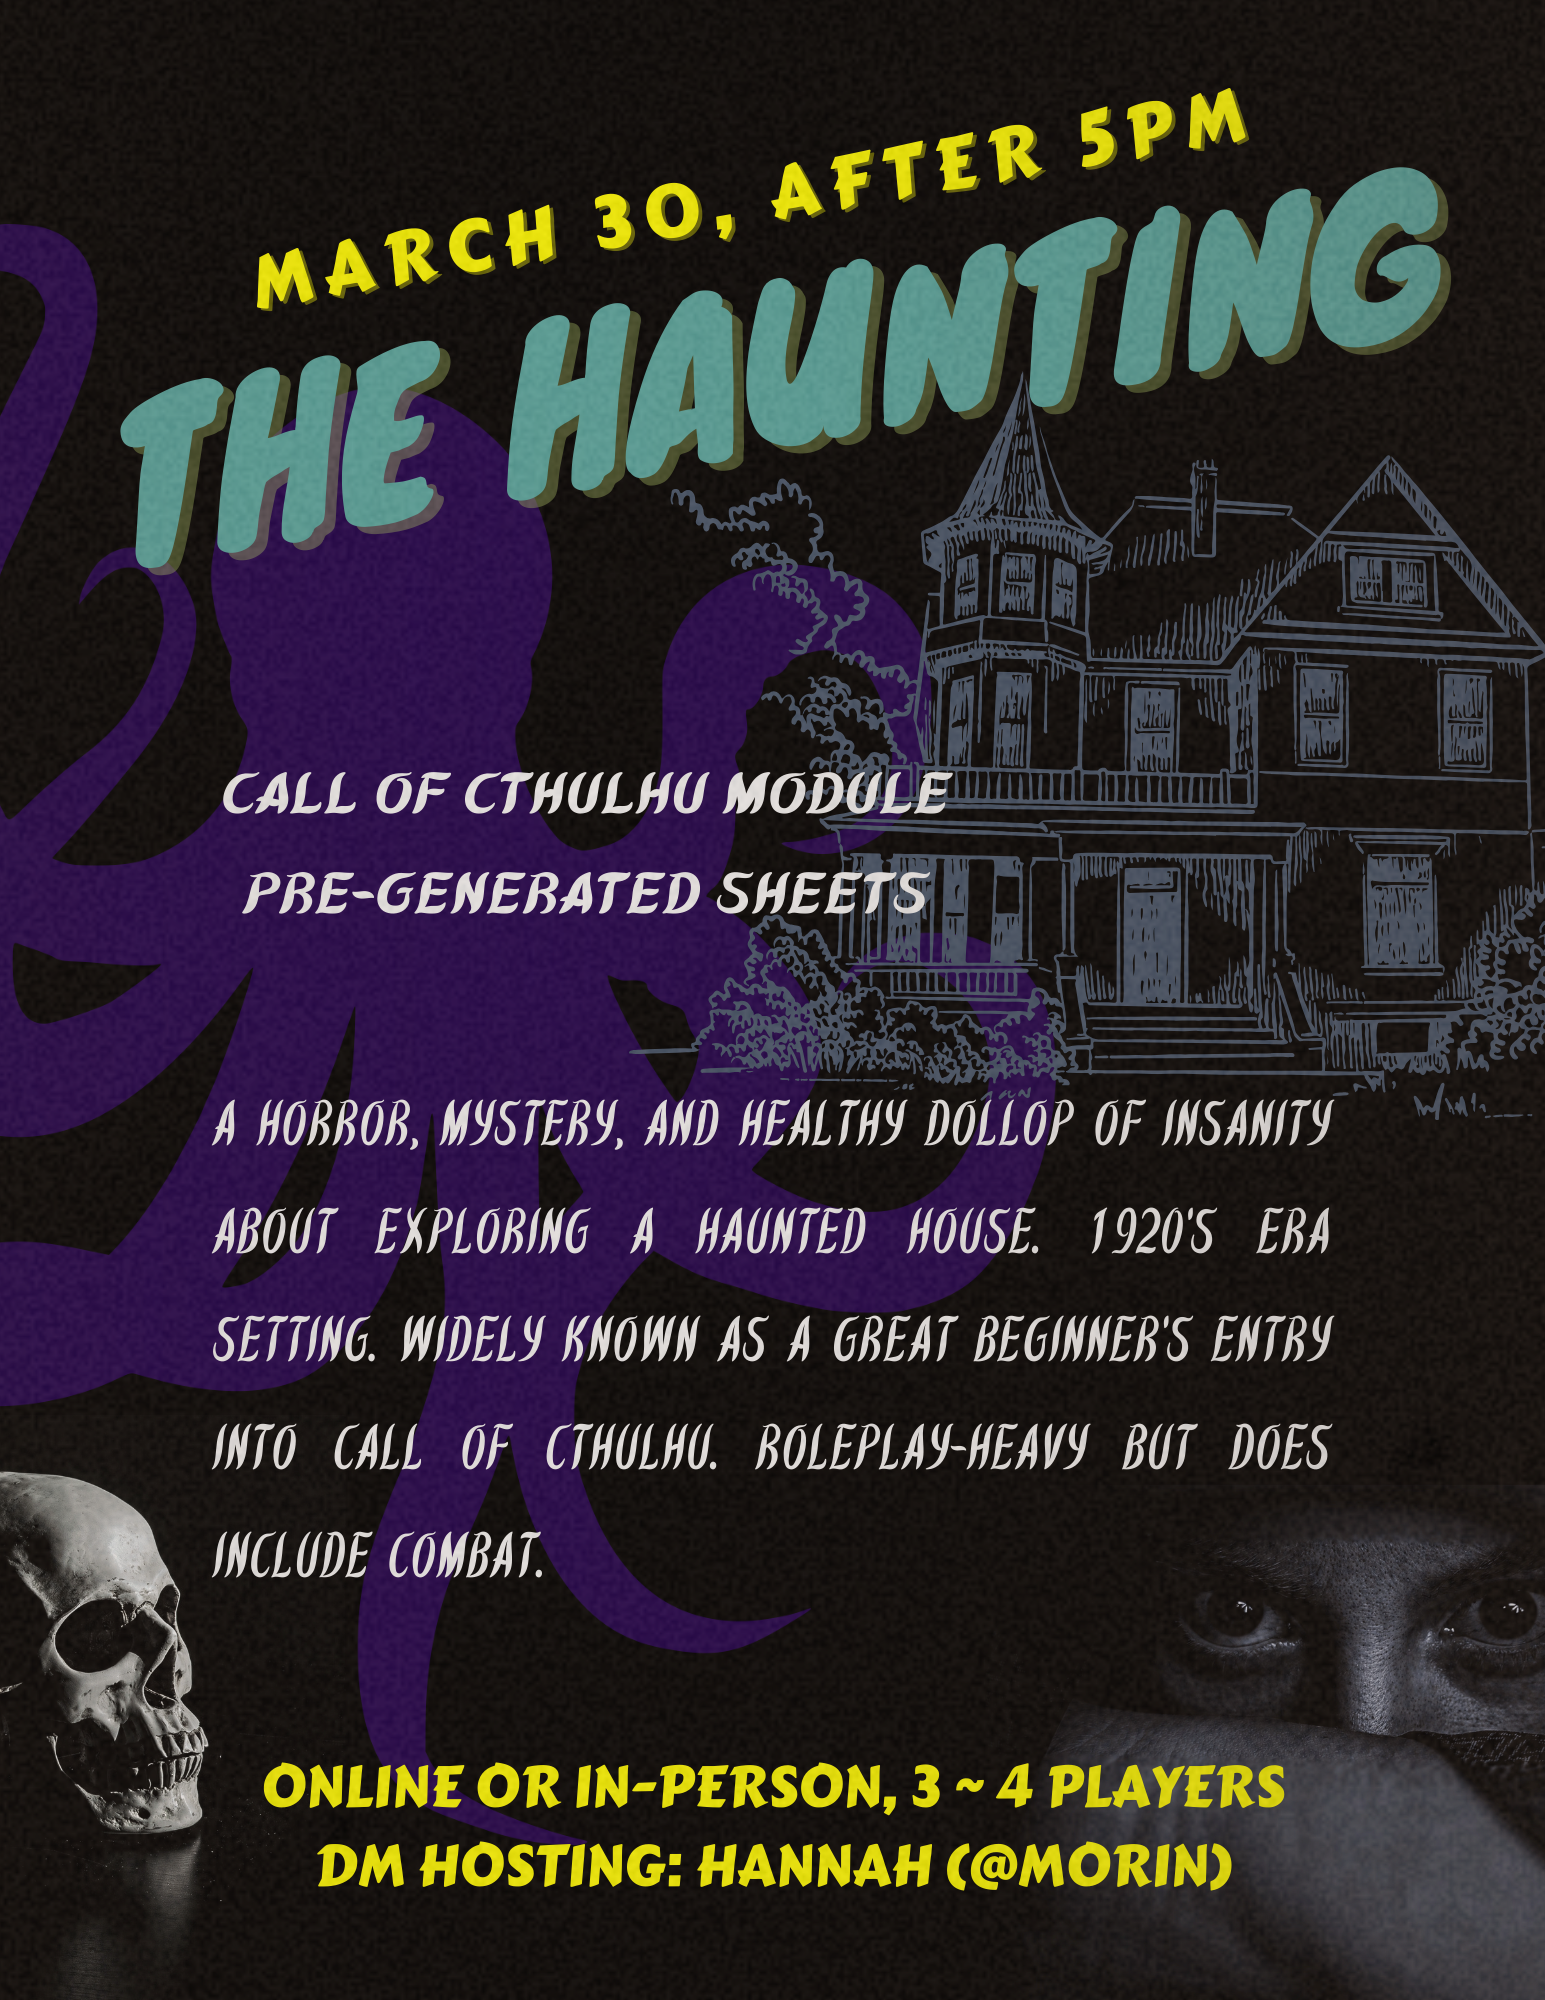 MARCH 30, AFTER 5PM
THE HAUNTING
CALL OF CTHULHU MODULE
PRE-GENERATED SHEETS
A HORROR, MYSTERY, AND HEALTHY DOLLOP OF INSANITY
ABOUT EXPLORING A HAUNTED HOUSE. 1920'S ERA
SETTING. WIDELY KNOWN AS A GREAT BEGINNER'S ENTRY
INTO CALL OF CTHULHU. ROLEPLAY-HEAVY BUT DOES
INCLUDE COMBAT.
ONLINE OR IN-PERSON, 3 ~ 4 PLAYERS
DM HOSTING: HANNAH (@MORIN)